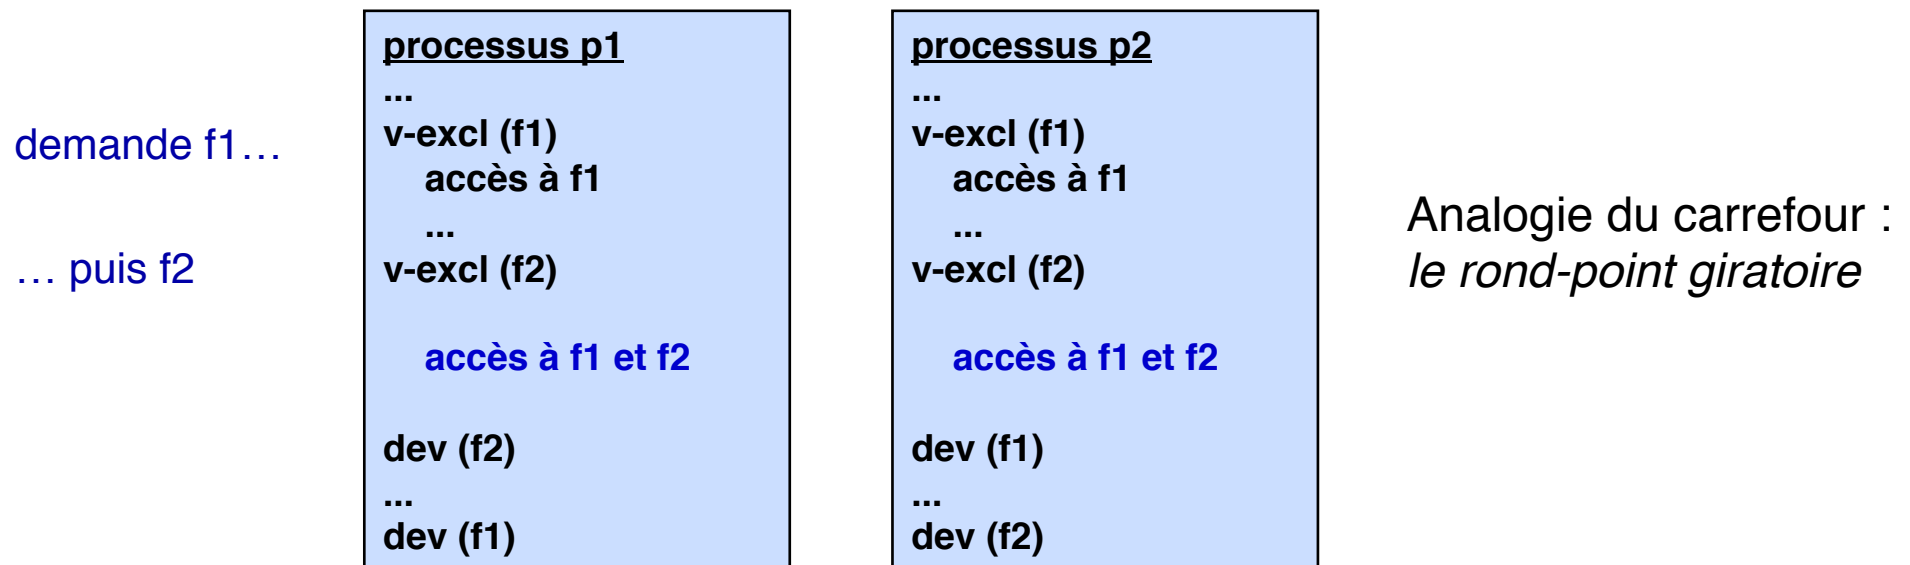 demande f1…
… puis f2
processus p1
...
v-excl (f1)
accès à f1
...
v-excl (f2)
accès à f1 et f2
dev (f2)
...
dev (f1)
processus p2
...
v-excl (f1)
accès à f1
...
v-excl (f2)
accès à f1 et f2
dev (f1)
...
dev (f2)
Analogie du carrefour :
le rond-point giratoire